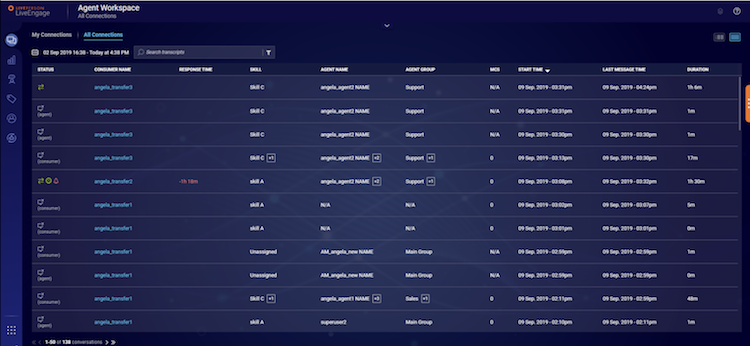 LIVEPERSON Agent Workspace
LiveEngage All Connections
My Connections All Connections
02 Sep 2019 16:38 - Today at 4:38 PM Search transcripts
STATUS CONSUMER NAME RESPONSE TIME SKILL AGENT NAME AGENT GROUP MCS START TIME LAST MESSAGE TIME DURATION
angela_transfer3 Skill C angela_agent2 NAME Support N/A 09 Sep. 2019 - 03:31pm 09 Sep. 2019 - 04:24pm 1h 6m
(agent) angela_transfer3 Skill C angela_agent2 NAME Support N/A 09 Sep. 2019 - 03:31pm 09 Sep. 2019 - 03:31pm 1m
(agent) angela_transfer3 Skill C angela_agent2 NAME Support N/A 09 Sep. 2019 - 03:30pm 09 Sep. 2019 - 03:30pm 1m
(consumer) angela_transfer3 Skill C +1 angela_agent2 NAME +2 Support +1 0 09 Sep. 2019 - 03:13pm 09 Sep. 2019 - 03:30pm 17m
angela_transfer2 -1h 18m skill A angela_agent2 NAME +2 Support +1 0 09 Sep. 2019 - 03:08pm 09 Sep. 2019 - 03:32pm 1h 30m
(consumer) angela_transfer1 skill A N/A N/A 0 09 Sep. 2019 - 03:02pm 09 Sep. 2019 - 03:07pm 5m
(consumer) angela_transfer1 skill A N/A N/A 0 09 Sep. 2019 - 03:01pm 09 Sep. 2019 - 03:01pm 0m
(consumer) angela_transfer1 Unassigned AM_angela_new NAME Main Group N/A 09 Sep. 2019 - 02:59pm 09 Sep. 2019 - 02:59pm 1m
(agent) angela_transfer1 Unassigned AM_angela_new NAME Main Group N/A 09 Sep. 2019 - 02:59pm 09 Sep. 2019 - 02:59pm 0m
(consumer) angela_transfer1 Skill C +1 angela_agent1 NAME +3 Sales +1 0 09 Sep. 2019 - 02:11pm 09 Sep. 2019 - 02:59pm 48m
(agent) angela_transfer1 skill A superuser2 Main Group 0 09 Sep. 2019 - 02:10pm 09 Sep. 2019 - 02:11pm 1m
1-50 of 138 conversations